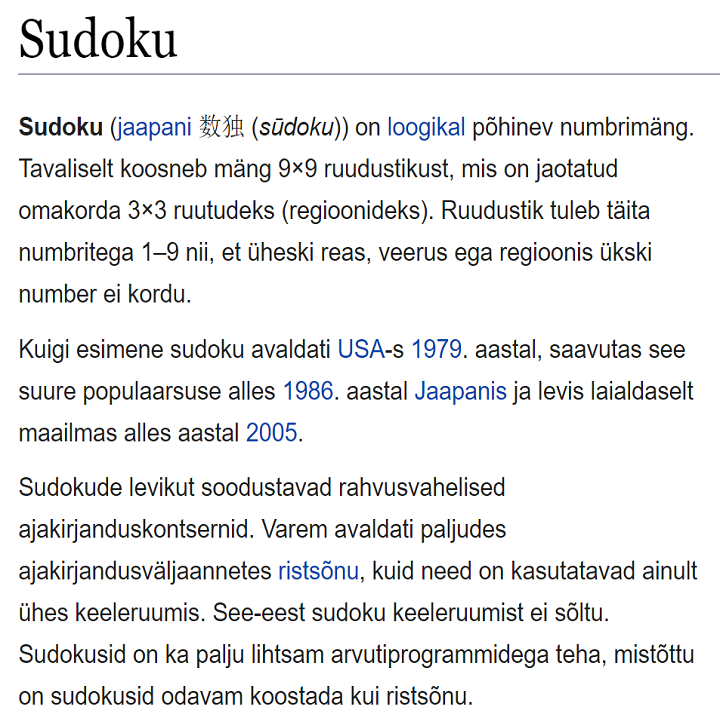 Sudoku
Sudoku (jaapani 数独 (sūdoku)) on loogikal põhinev numbrimäng.
Tavaliselt koosneb mäng 9×9 ruudustikust, mis on jaotatud
omakorda 3×3 ruutudeks (regioonideks). Ruudustik tuleb täita
numbritega 1–9 nii, et üheski reas, veerus ega regioonis ükski
number ei kordu.
Kuigi esimene sudoku avaldati USA-s 1979. aastal, saavutas see
suure populaarsuse alles 1986. aastal Jaapanis ja levis laialdaselt
maailmas alles aastal 2005.
Sudokude levikut soodustavad rahvusvahelised
ajakirjanduskontsernid. Varem avaldati paljudes
ajakirjandusväljaannetes ristsõnu, kuid need on kasutatavad ainult
ühes keeleruumis. See-eest sudoku keeleruumist ei sõltu.
Sudokusid on ka palju lihtsam arvutiprogrammidega teha, mistõttu
on sudokusid odavam koostada kui ristsõnu.